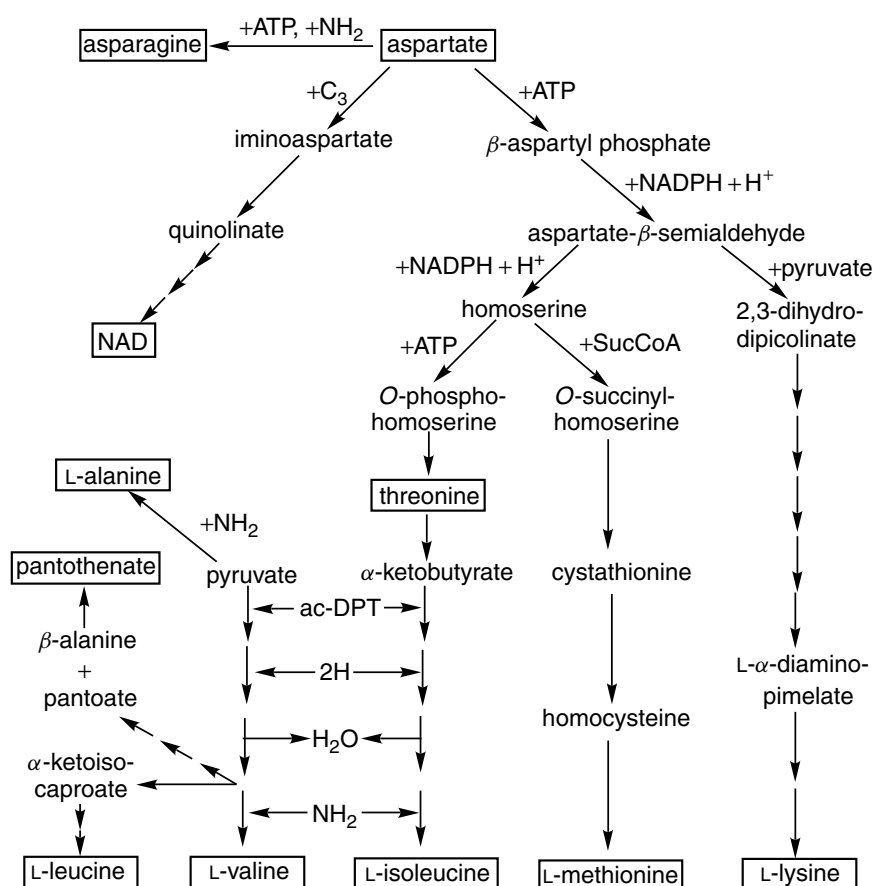 asparagine
+ATP, +NH2
aspartate
+C3
+ATP
iminoaspartate
β-aspartyl phosphate
+NADPH + H+
quinolinate
aspartate-β-semialdehyde
+NADPH + H+
+pyruvate
NAD
homoserine
2,3-dihydro-
dipicolinate
+ATP
+SucCoA
O-phospho-
homoserine
O-succinyl-
homoserine
L-alanine
threonine
+NH2
pantothenate
pyruvate
α-ketobutyrate
cystathionine
ac-DPT
β-alanine
+
pantoate
2H
L-α-diamino-
pimelate
homocysteine
H2O
α-ketoiso-
caproate
NH2
L-leucine
L-valine
L-isoleucine
L-methionine
L-lysine